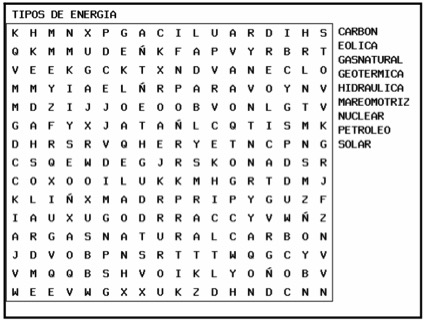 TIPOS DE ENERGIA
K H M N X P G A C I L U A R D I H S
Q K M M U D E Ñ K F A P V Y R B R T
V E E K G C K T X N D V A N E C L O
M M Y I A E L Ñ R P A R A V O Y N V
M D Z I J J O E O O B V O N L G T V
G A F Y X J A T A Ñ L C Q T I S M K
D H R S R V Q H E R Y E T N C P N G
C S Q E W D E G J R S K O N A D S R
C O X O O I L U K K M H G R T D M J
K L I Ñ X M A D R P R I P Y G U Z F
I A U X U G O D R R A C C Y V W Ñ Z
A R G A S N A T U R A L C A R B O N
J D V O B P N S R T T T W Q G C Y V
V M Q Q B S H V O I K L Y O Ñ O B V
W E E V W G X X U K Z D H N D C N N
CARBON
EOLICA
GASNATURAL
GEOTERMICA
HIDRAULICA
MAREOMOTRIZ
NUCLEAR
PETROLEO
SOLAR